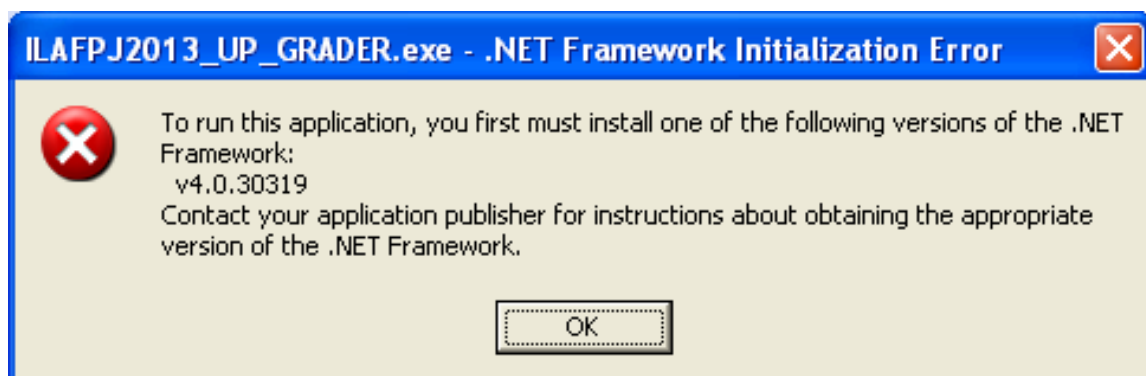 ILAFPJ2013_UP_GRADER.exe - .NET Framework Initialization Error
To run this application, you first must install one of the following versions of the .NET
Framework:
v4.0.30319
Contact your application publisher for instructions about obtaining the appropriate
version of the .NET Framework.
OK